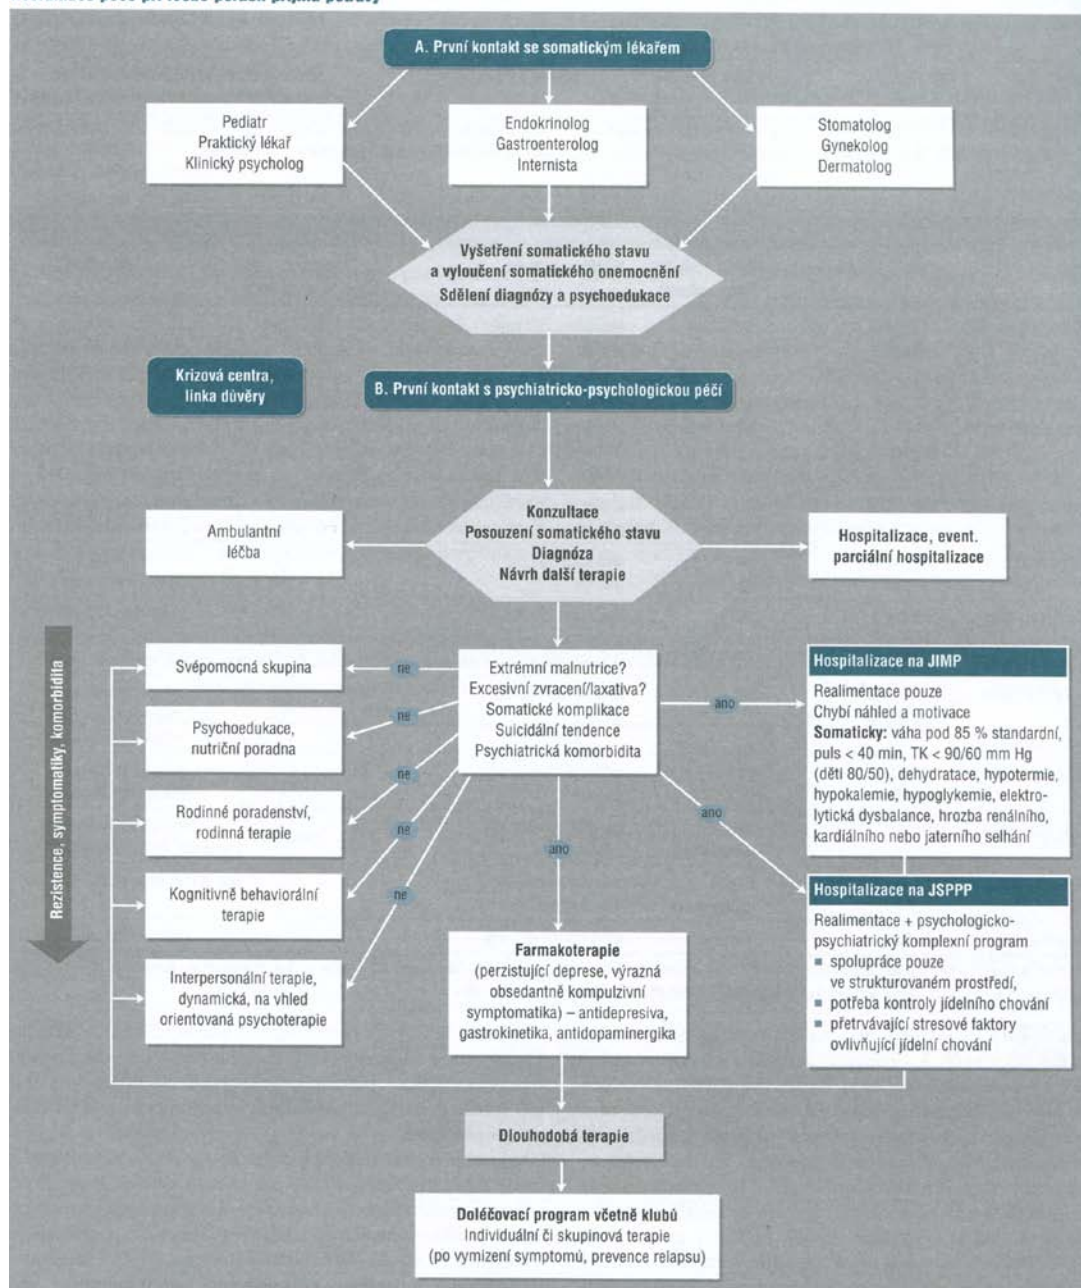 péče při léčbě poruch příjmu potravy
A. První kontakt se somatickým lékařem
Pediatr
Praktický lékař
Klinický psycholog
Endokrinolog
Gastroenterolog
Internista
Stomatolog
Gynekolog
Dermatolog
Vyšetření somatického stavu
a vyloučení somatického onemocnění
Sdělení diagnózy a psychoedukace
Krizová centra,
linka důvěry
B. První kontakt s psychiatricko-psychologickou péčí
Ambulantní
léčba
Konzultace
Posouzení somatického stavu
Diagnóza
Návrh další terapie
Hospitalizace, event.
parciální hospitalizace
Rezistence, symptomatiky, komorbidita
Svépomocná skupina
Psychoedukace,
nutriční poradna
Rodinné poradenství,
rodinná terapie
Kognitivně behaviorální
terapie
Interpersonální terapie,
dynamická, na vhled
orientovaná psychoterapie
ne
ne
ne
ne
ne
Extrémní malnutrice?
Excesivní zvracení/laxativa?
Somatické komplikace
Suicidální tendence
Psychiatrická komorbidita
ano
ano
ano
Hospitalizace na JIMP
Realimentace pouze
Chybí náhled a motivace
Somaticky: váha pod 85 % standardní,
puls < 40 min, TK < 90/60 mm Hg
(děti 80/50), dehydratace, hypotermie,
hypokalemie, hypoglykemie, elektro-
lytická dysbalance, hrozba renálního,
kardiálního nebo jaterního selhání
Hospitalizace na JSPPP
Realimentace + psychologicko-
psychiatrický komplexní program
■ spolupráce pouze
ve strukturovaném prostředí,
■ potřeba kontroly jídelního chování
■ přetrvávající stresové faktory
ovlivňující jídelní chování
Farmakoterapie
(perzistující deprese, výrazná
obsedantně kompulzivní
symptomatika) – antidepresiva,
gastrokinetika, antidopaminergika
Dlouhodobá terapie
Doléčovací program včetně klubů
Individuální či skupinová terapie
(po vymizení symptomů, prevence relapsu)